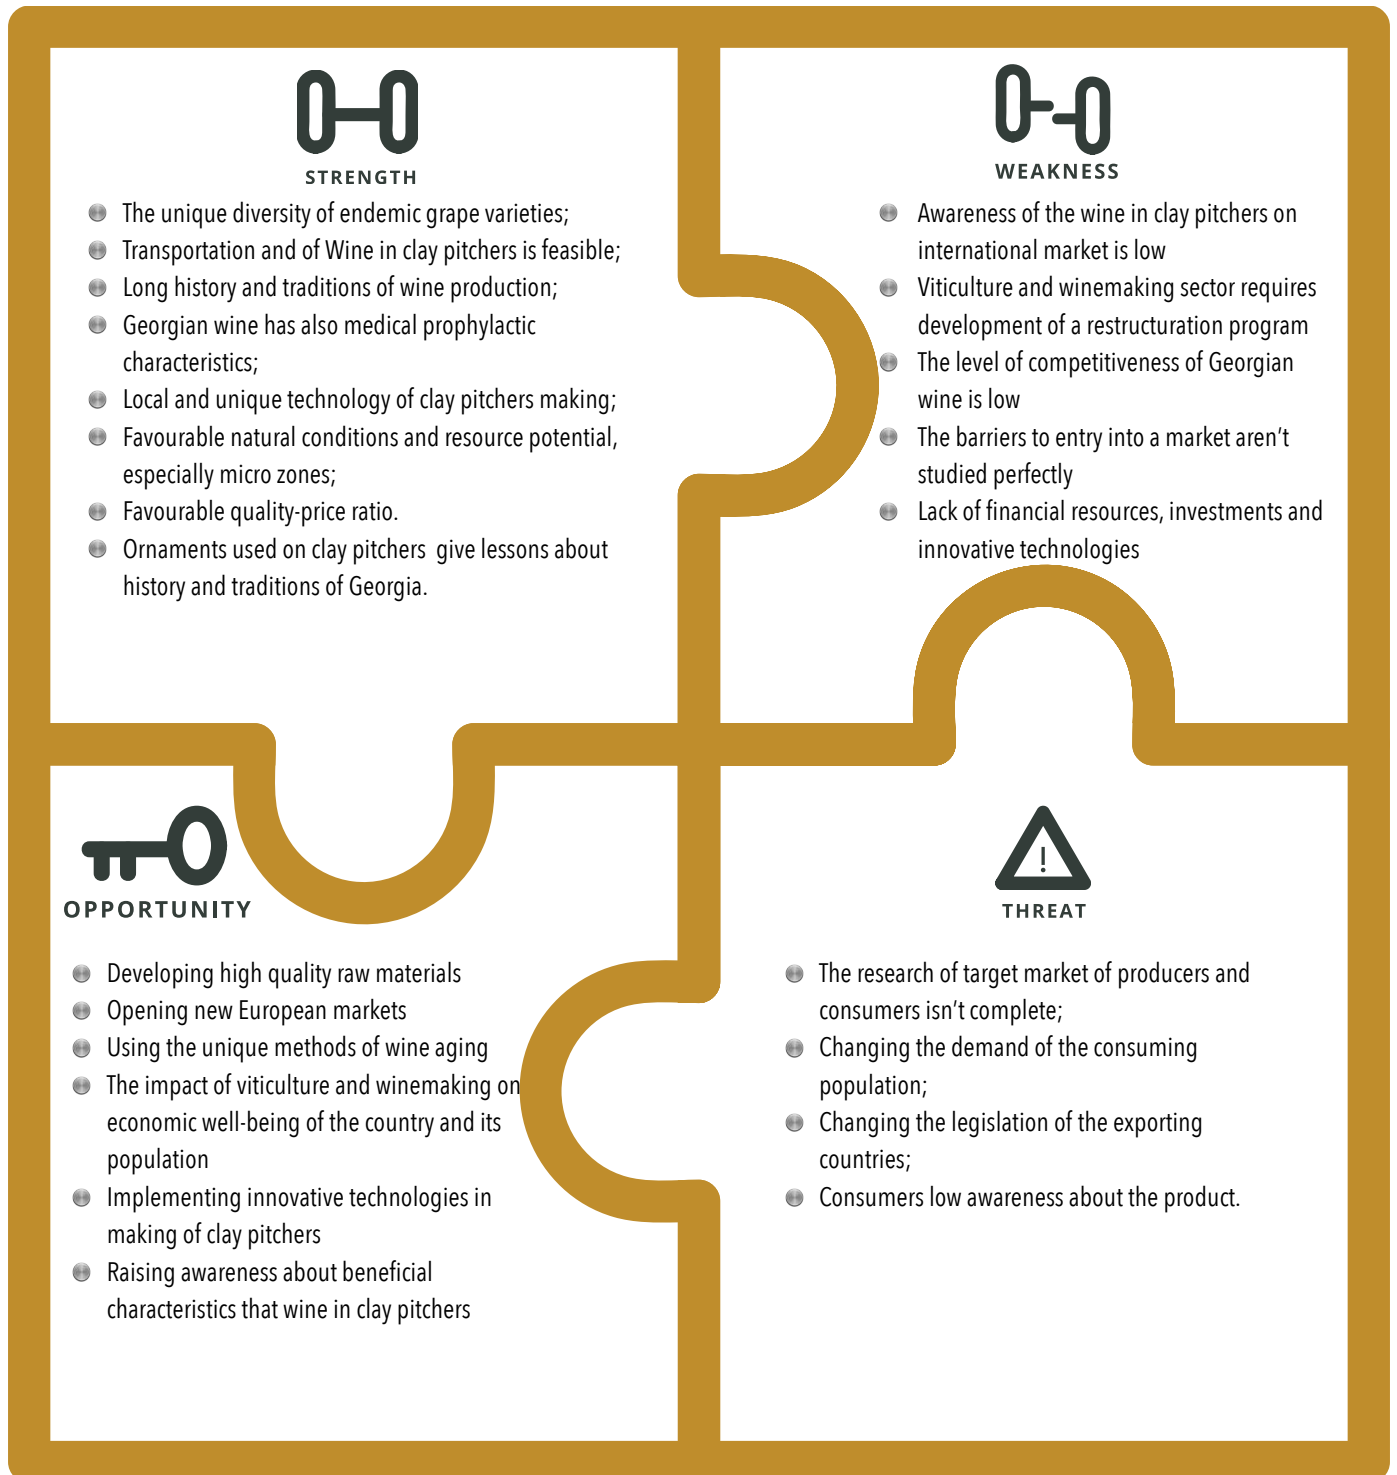 STRENGTH
The unique diversity of endemic grape varieties;
Transportation and of Wine in clay pitchers is feasible;
Long history and traditions of wine production;
Georgian wine has also medical prophylactic
characteristics;
Local and unique technology of clay pitchers making;
Favourable natural conditions and resource potential,
especially micro zones;
Favourable quality-price ratio.
Ornaments used on clay pitchers give lessons about
history and traditions of Georgia.
WEAKNESS
Awareness of the wine in clay pitchers on
international market is low
Viticulture and winemaking sector requires
development of a restructuration program
The level of competitiveness of Georgian
wine is low
The barriers to entry into a market aren't
studied perfectly
Lack of financial resources, investments and
innovative technologies
OPPORTUNITY
Developing high quality raw materials
Opening new European markets
Using the unique methods of wine aging
The impact of viticulture and winemaking on
economic well-being of the country and its
population
Implementing innovative technologies in
making of clay pitchers
Raising awareness about beneficial
characteristics that wine in clay pitchers
!
THREAT
The research of target market of producers and
consumers isn't complete;
Changing the demand of the consuming
population;
Changing the legislation of the exporting
countries;
Consumers low awareness about the product.